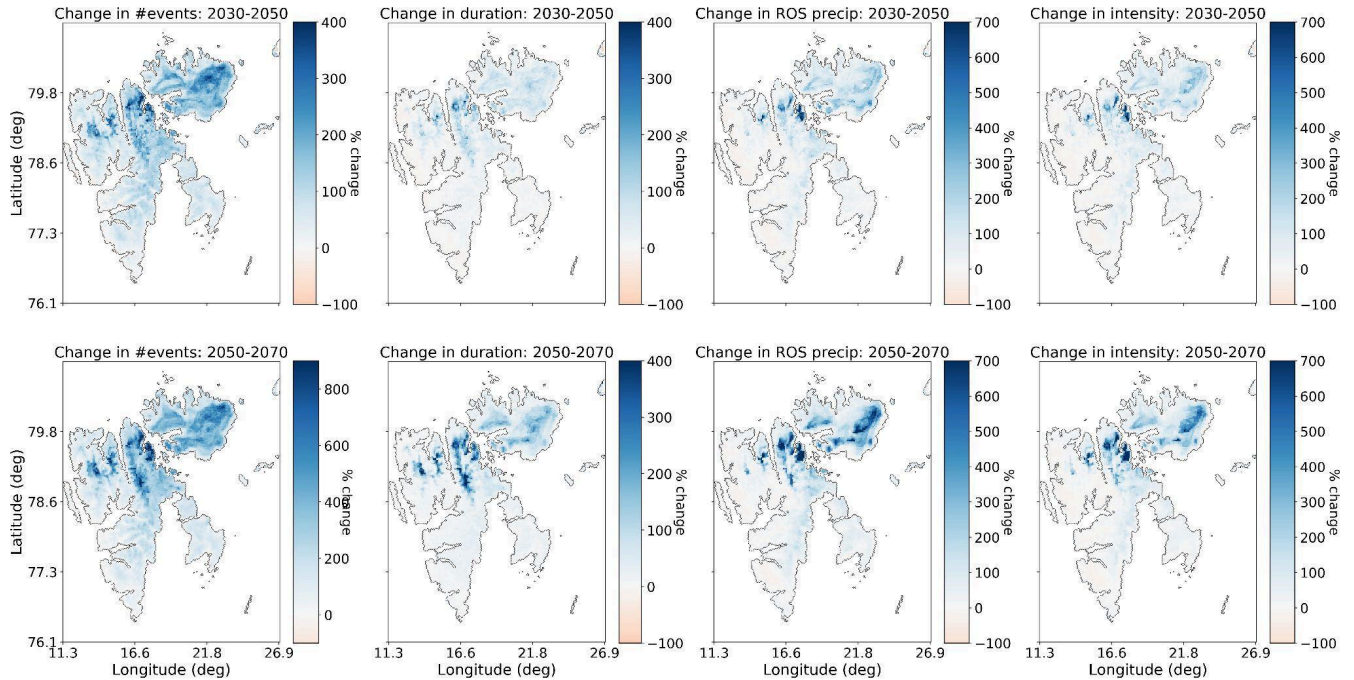 Change in #events: 2030-2050
400
300
200
100
0
−100
% change
Latitude (deg)
79.8
78.6
77.3
76.1
Change in duration: 2030-2050
400
300
200
100
0
−100
% change
Change in ROS precip: 2030-2050
700
600
500
400
300
200
100
0
−100
% change
Change in intensity: 2030-2050
700
600
500
400
300
200
100
0
−100
% change
Change in #events: 2050-2070
800
600
400
200
0
% change
Latitude (deg)
79.8
78.6
77.3
76.1
11.3 16.6 21.8 26.9
Longitude (deg)
Change in duration: 2050-2070
400
300
200
100
0
−100
% change
11.3 16.6 21.8 26.9
Longitude (deg)
Change in ROS precip: 2050-2070
700
600
500
400
300
200
100
0
−100
% change
11.3 16.6 21.8 26.9
Longitude (deg)
Change in intensity: 2050-2070
700
600
500
400
300
200
100
0
−100
% change
11.3 16.6 21.8 26.9
Longitude (deg)